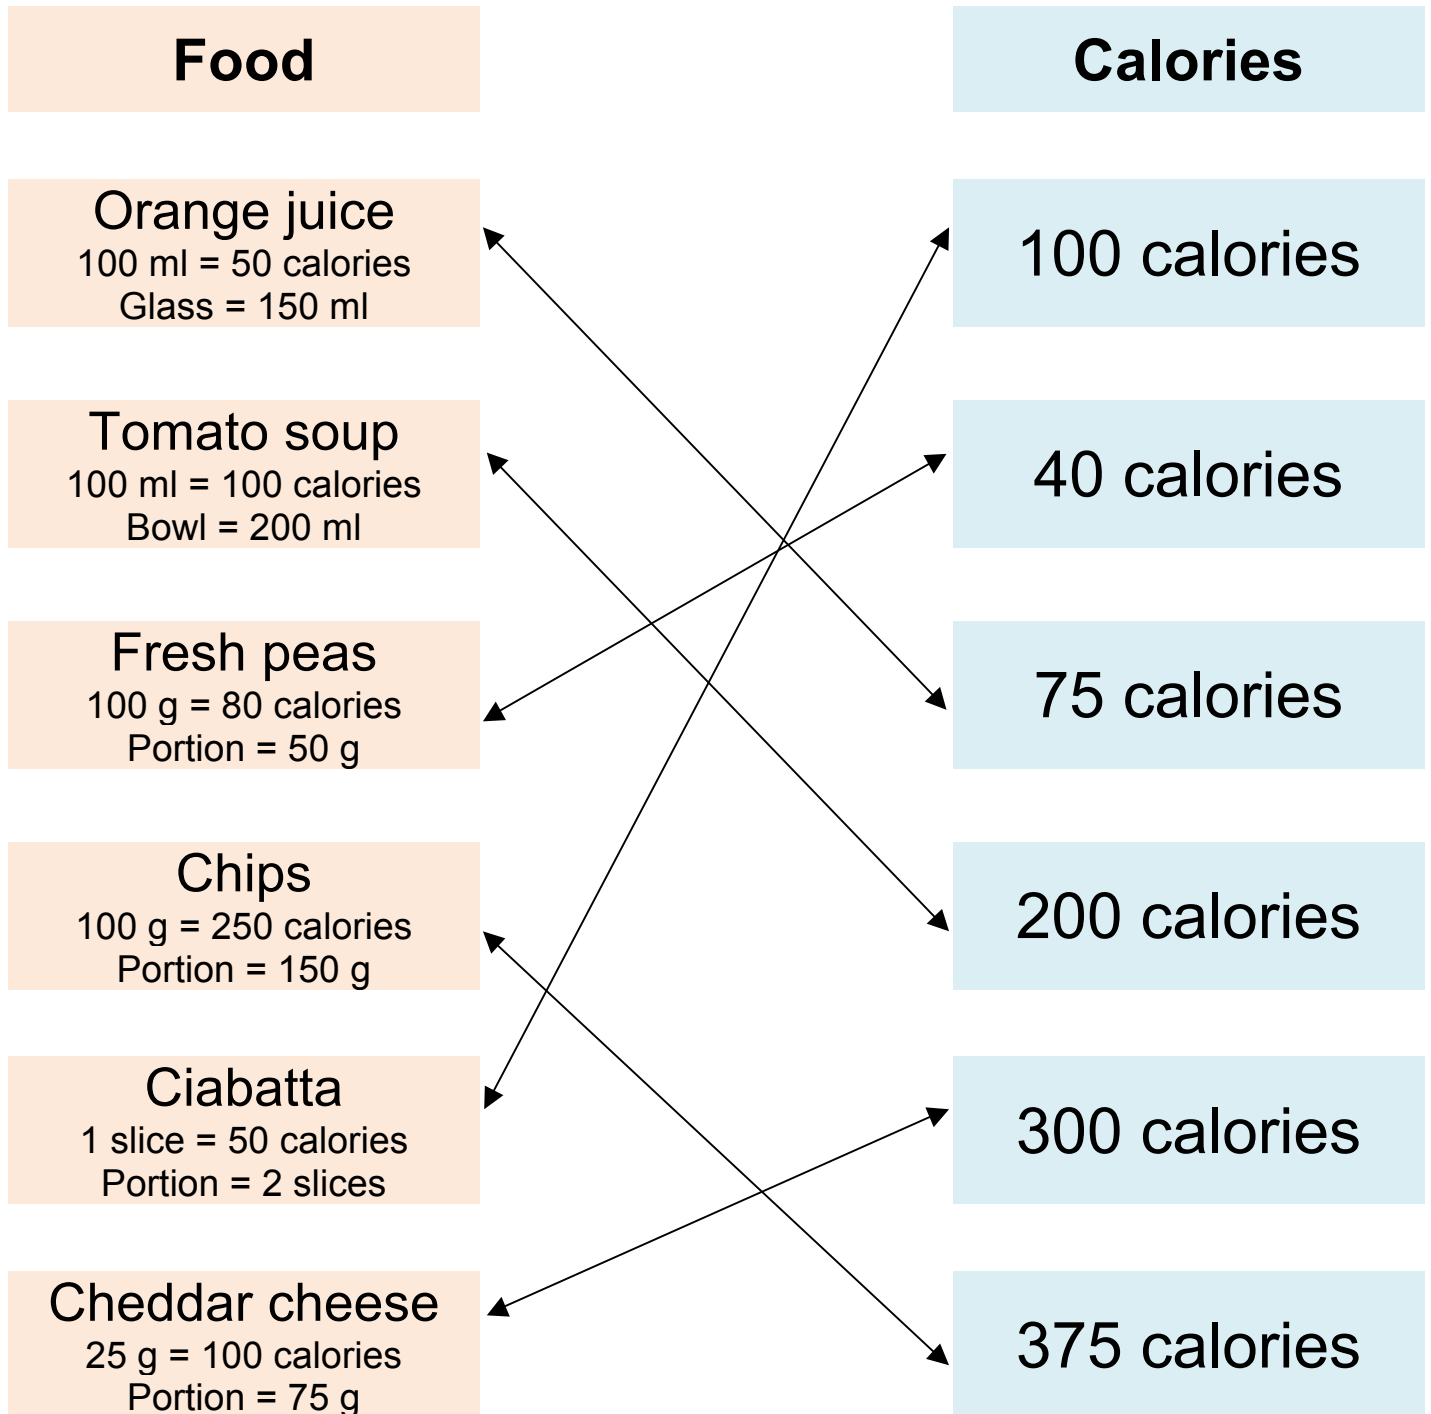 Food
Calories
Orange juice
100 ml = 50 calories
Glass = 150 ml
100 calories
Tomato soup
100 ml = 100 calories
Bowl = 200 ml
40 calories
Fresh peas
100 g = 80 calories
Portion = 50 g
75 calories
Chips
100 g = 250 calories
Portion = 150 g
200 calories
Ciabatta
1 slice = 50 calories
Portion = 2 slices
300 calories
Cheddar cheese
25 g = 100 calories
Portion = 75 g
375 calories